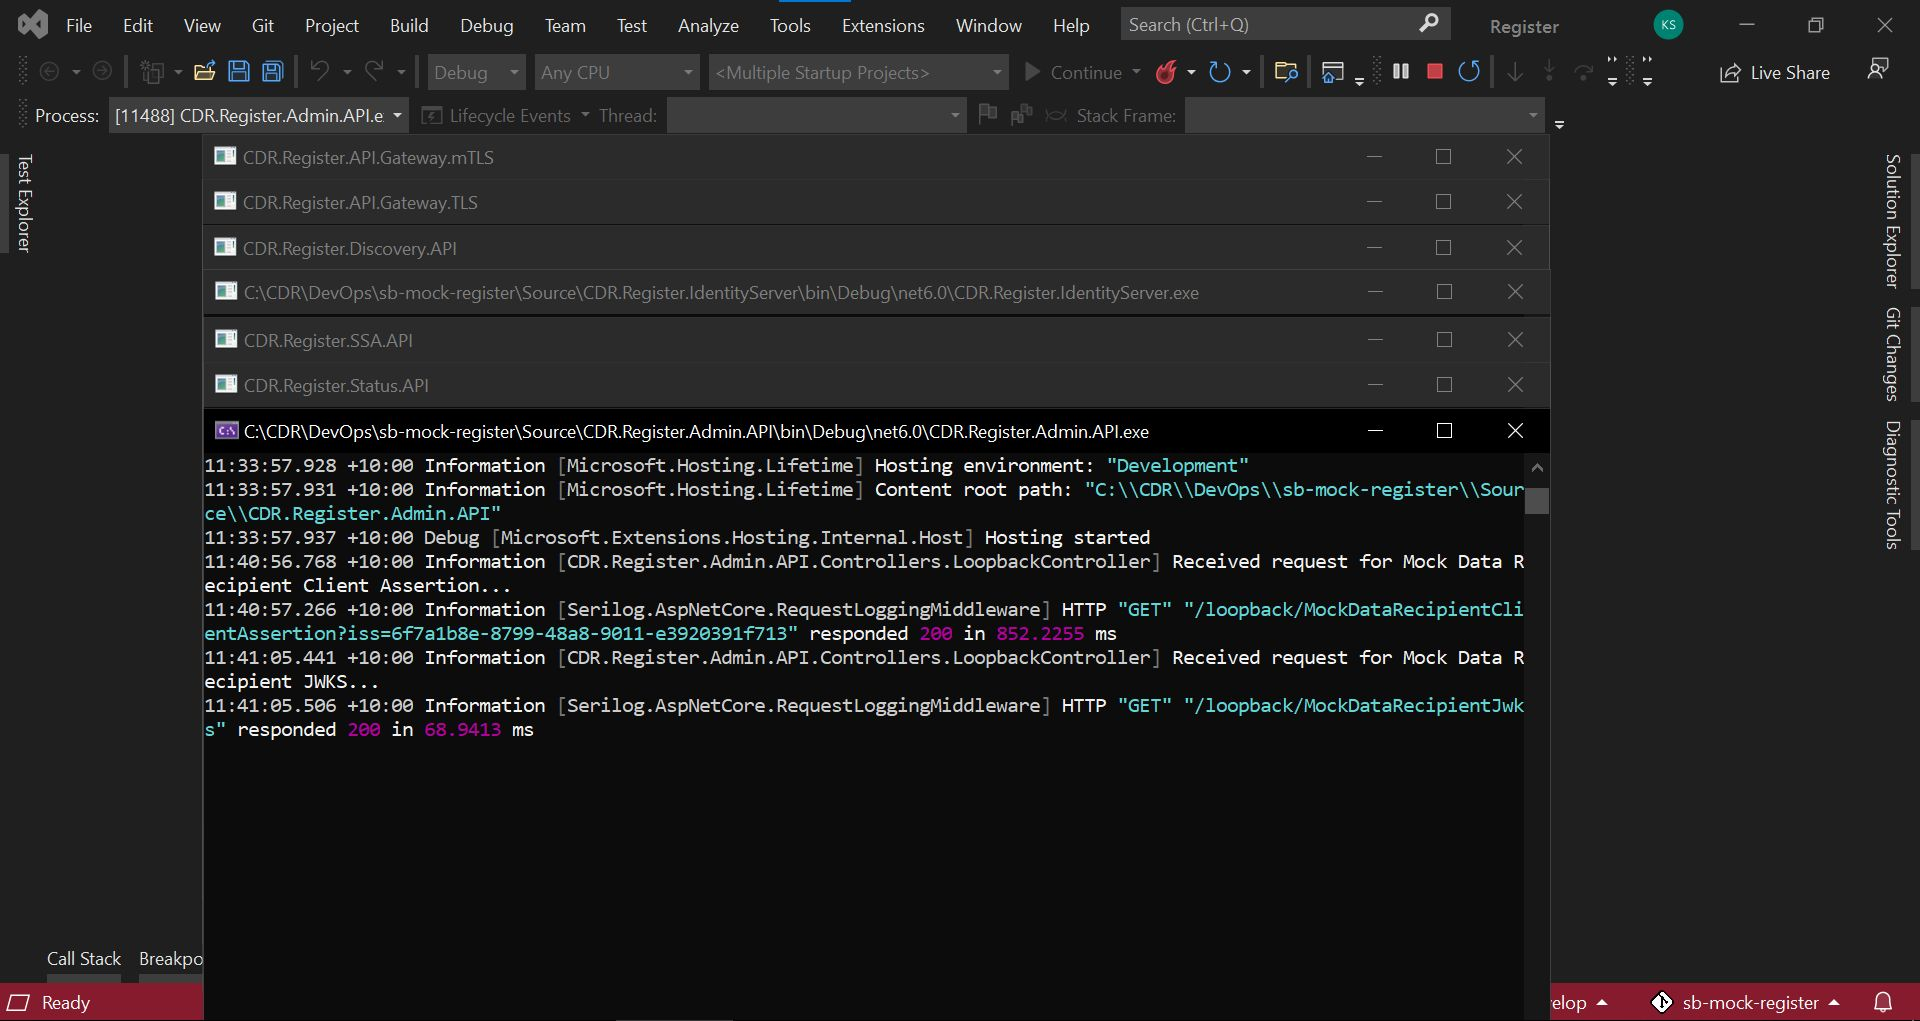 File Edit View Git Project Build Debug Team Test Analyze Tools Extensions Window Help Search (Ctrl+Q) Register KS
Debug Any CPU <Multiple Startup Projects> Continue Live Share
Process: [11488] CDR.Register.Admin.API.e Lifecycle Events Thread: Stack Frame:
Test Explorer
CDR.Register.API.Gateway.mTLS
CDR.Register.API.Gateway.TLS
CDR.Register.Discovery.API
C:\CDR\DevOps\sb-mock-register\Source\CDR.Register.IdentityServer\bin\Debug\net6.0\CDR.Register.IdentityServer.exe
CDR.Register.SSA.API
CDR.Register.Status.API
C:\CDR\DevOps\sb-mock-register\Source\CDR.Register.Admin.API\bin\Debug\net6.0\CDR.Register.Admin.API.exe
11:33:57.928 +10:00 Information [Microsoft.Hosting.Lifetime] Hosting environment: "Development"
11:33:57.931 +10:00 Information [Microsoft.Hosting.Lifetime] Content root path: "C:\\CDR\\DevOps\\sb-mock-register\\Sour
ce\\CDR.Register.Admin.API"
11:33:57.937 +10:00 Debug [Microsoft.Extensions.Hosting.Internal.Host] Hosting started
11:40:56.768 +10:00 Information [CDR.Register.Admin.API.Controllers.LoopbackController] Received request for Mock Data R
ecipient Client Assertion...
11:40:57.266 +10:00 Information [Serilog.AspNetCore.RequestLoggingMiddleware] HTTP "GET" "/loopback/MockDataRecipientCli
entAssertion?iss=6f7a1b8e-8799-48a8-9011-e3920391f713" responded 200 in 852.2255 ms
11:41:05.441 +10:00 Information [CDR.Register.Admin.API.Controllers.LoopbackController] Received request for Mock Data R
ecipient JWKS...
11:41:05.506 +10:00 Information [Serilog.AspNetCore.RequestLoggingMiddleware] HTTP "GET" "/loopback/MockDataRecipientJwk
s" responded 200 in 68.9413 ms
Solution Explorer
Git Changes
Diagnostic Tools
Call Stack Breakpo
Ready elop sb-mock-register